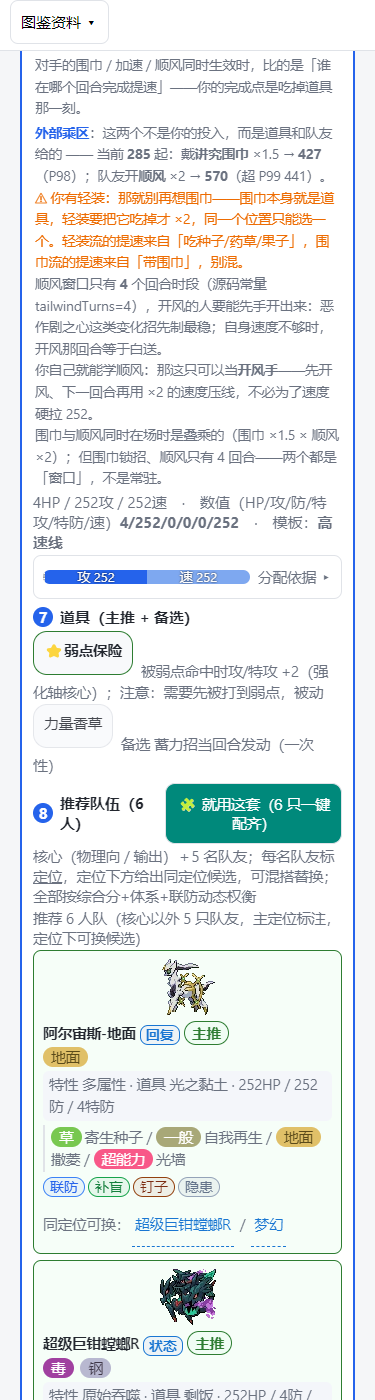 图鉴资料 ▾
对手的围巾 / 加速 / 顺风同时生效时，比的是「谁
在哪个回合完成提速」——你的完成点是吃掉道具
那一刻。
外部乘区：这两个不是你的投入，而是道具和队友
给的 —— 当前 285 起：戴讲究围巾 ×1.5 → 427
（P98）；队友开顺风 ×2 → 570（超 P99 441）。
⚠ 你有轻装：那就别再想围巾——围巾本身就是道
具，轻装要把它吃掉才 ×2，同一个位置只能选一
个。轻装流的提速来自「吃种子/药草/果子」，围
巾流的提速来自「带围巾」，别混。
顺风窗口只有 4 个回合时段（源码常量
tailwindTurns=4），开风的人要能先手开出来：恶
作剧之心这类变化招先制最稳；自身速度不够时，
开风那回合等于白送。
你自己就能学顺风：那这只可以当开风手——先开
风、下一回合再用 ×2 的速度压线，不必为了速度
硬拉 252。
围巾与顺风同时在场时是叠乘的（围巾 ×1.5 × 顺风
×2）；但围巾锁招、顺风只有 4 回合——两个都是
「窗口」，不是常驻。
4HP / 252攻 / 252速 · 数值（HP/攻/防/特
攻/特防/速）4/252/0/0/0/252 · 模板：高
速线
攻 252 速 252 分配依据 ▸
7 道具（主推 + 备选）
⭐弱点保险
被弱点命中时攻/特攻 +2（强
化轴核心）；注意：需要先被打到弱点，被动
力量香草
备选 蓄力招当回合发动（一次
性）
8 推荐队伍（6
人）
🧩 就用这套（6 只一键
配齐）
核心（物理向 / 输出）＋5 名队友；每名队友标
定位，定位下方给出同定位候选，可混搭替换；
全部按综合分+体系+联防动态权衡
推荐 6 人队（核心以外 5 只队友，主定位标注，
定位下可换候选）
阿尔宙斯-地面 回复 主推
地面
特性 多属性 · 道具 光之黏土 · 252HP / 252
防 / 4特防
草 寄生种子 / 一般 自我再生 / 地面
撒菱 / 超能力 光墙
联防 补盲 钉子 隐患
同定位可换： 超级巨钳螳螂R / 梦幻
超级巨钳螳螂R 状态 主推
毒 钢
特性 原始吞噬 · 道具 剩饭 · 252HP / 4防 /